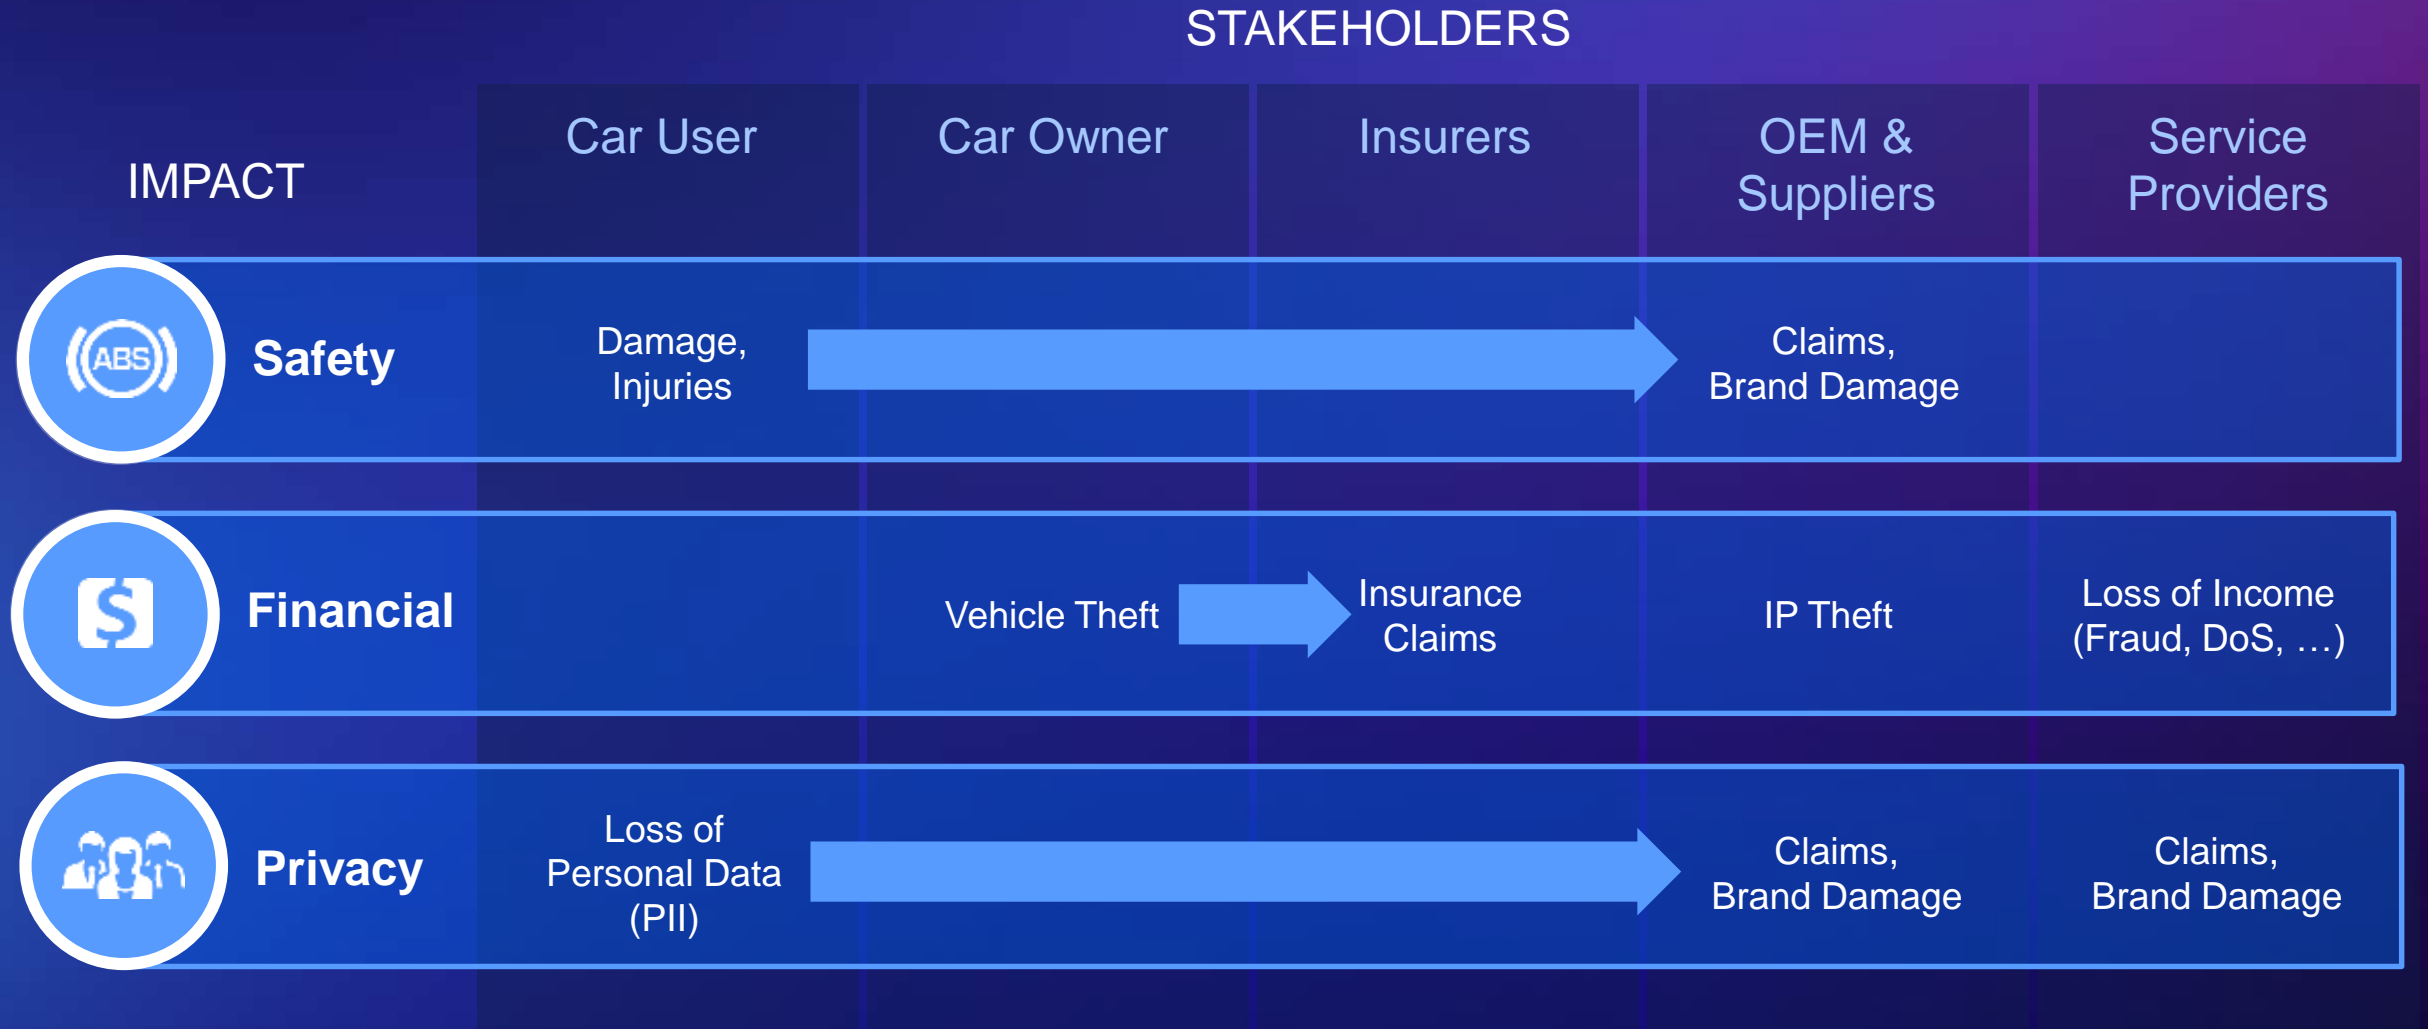 STAKEHOLDERS
IMPACT
Car User
Car Owner
Insurers
OEM &
Suppliers
Service
Providers
ABS
Safety
Damage,
Injuries
Claims,
Brand Damage
$
Financial
Vehicle Theft
Insurance
Claims
IP Theft
Loss of Income
(Fraud, DoS, …)
Privacy
Loss of
Personal Data
(PII)
Claims,
Brand Damage
Claims,
Brand Damage